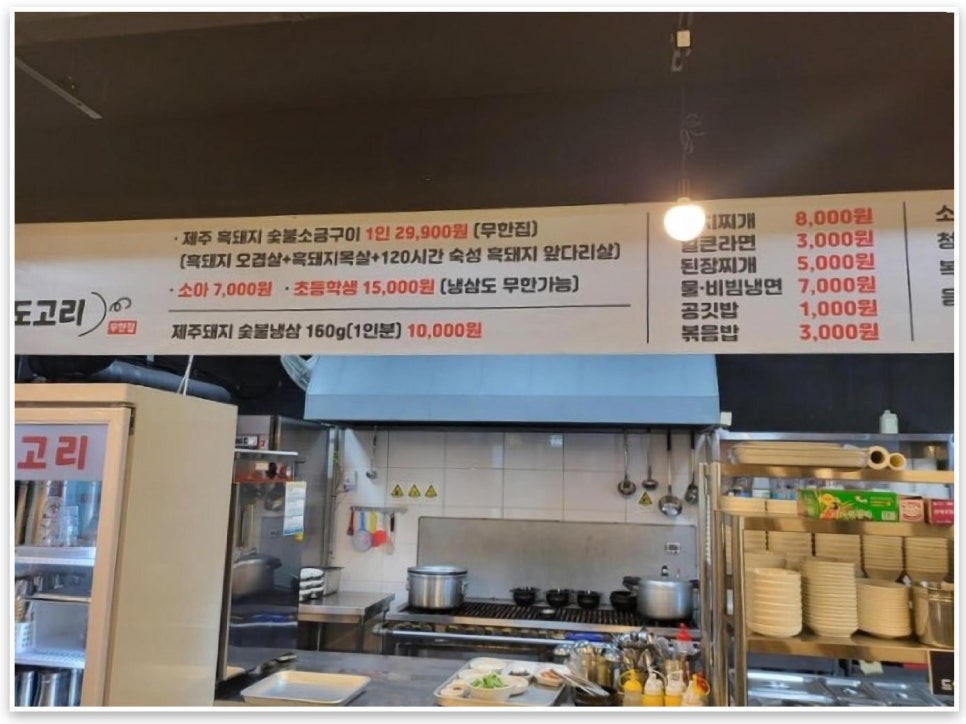 도고리
무한집
· 제주 흑돼지 숯불소금구이 1인 29,900원 (무한집)
(흑돼지 오겹살+흑돼지목살+120시간 숙성 흑돼지 앞다리살)
· 소아 7,000원 · 초등학생 15,000원 (냉삼도 무한가능)
제주돼지 숯불냉삼 160g(1인분) 10,000원
찌개 8,000원
얼큰라면 3,000원
된장찌개 5,000원
물·비빔냉면 7,000원
공깃밥 1,000원
볶음밥 3,000원
소
청
고리